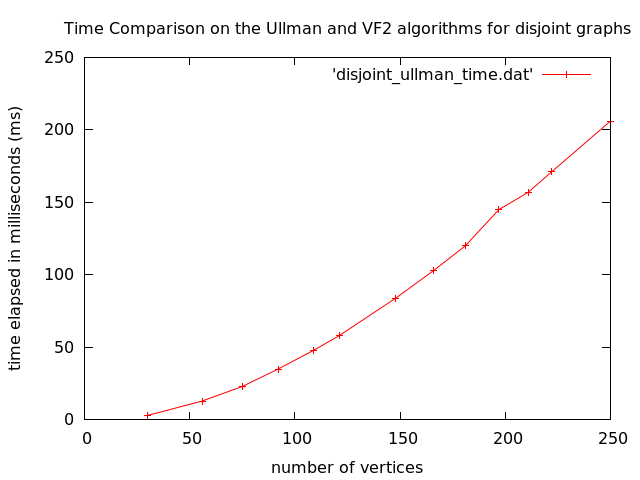 Time Comparison on the Ullman and VF2 algorithms for disjoint graphs
250
200
150
100
50
0
time elapsed in milliseconds (ms)
'disjoint_ullman_time.dat'
0 50 100 150 200 250
number of vertices